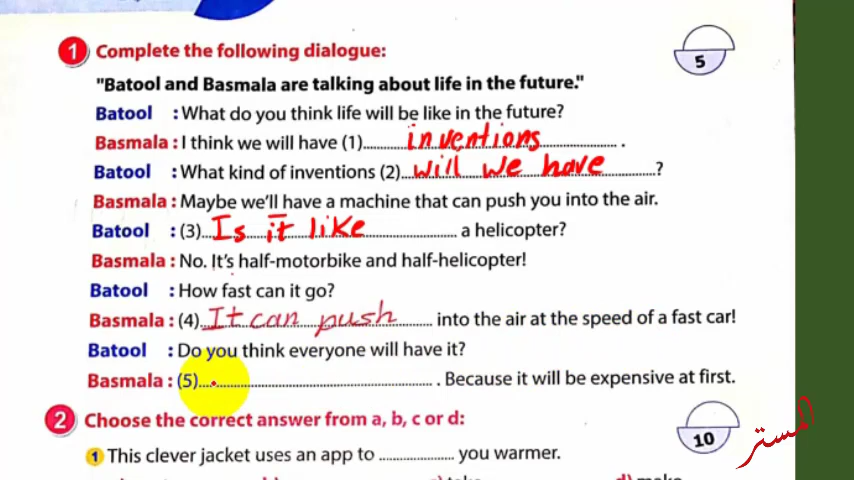 1 Complete the following dialogue:
5
"Batool and Basmala are talking about life in the future."
Batool : What do you think life will be like in the future?
Basmala : I think we will have (1)....... inventions ....... .
Batool : What kind of inventions (2)....... will we have .......?
Basmala : Maybe we'll have a machine that can push you into the air.
Batool : (3)....... Is it like ....... a helicopter?
Basmala : No. It's half-motorbike and half-helicopter!
Batool : How fast can it go?
Basmala : (4)....... It can push ....... into the air at the speed of a fast car!
Batool : Do you think everyone will have it?
Basmala : (5)....... . Because it will be expensive at first.
2 Choose the correct answer from a, b, c or d:
10
المستر
1 This clever jacket uses an app to ....... you warmer.